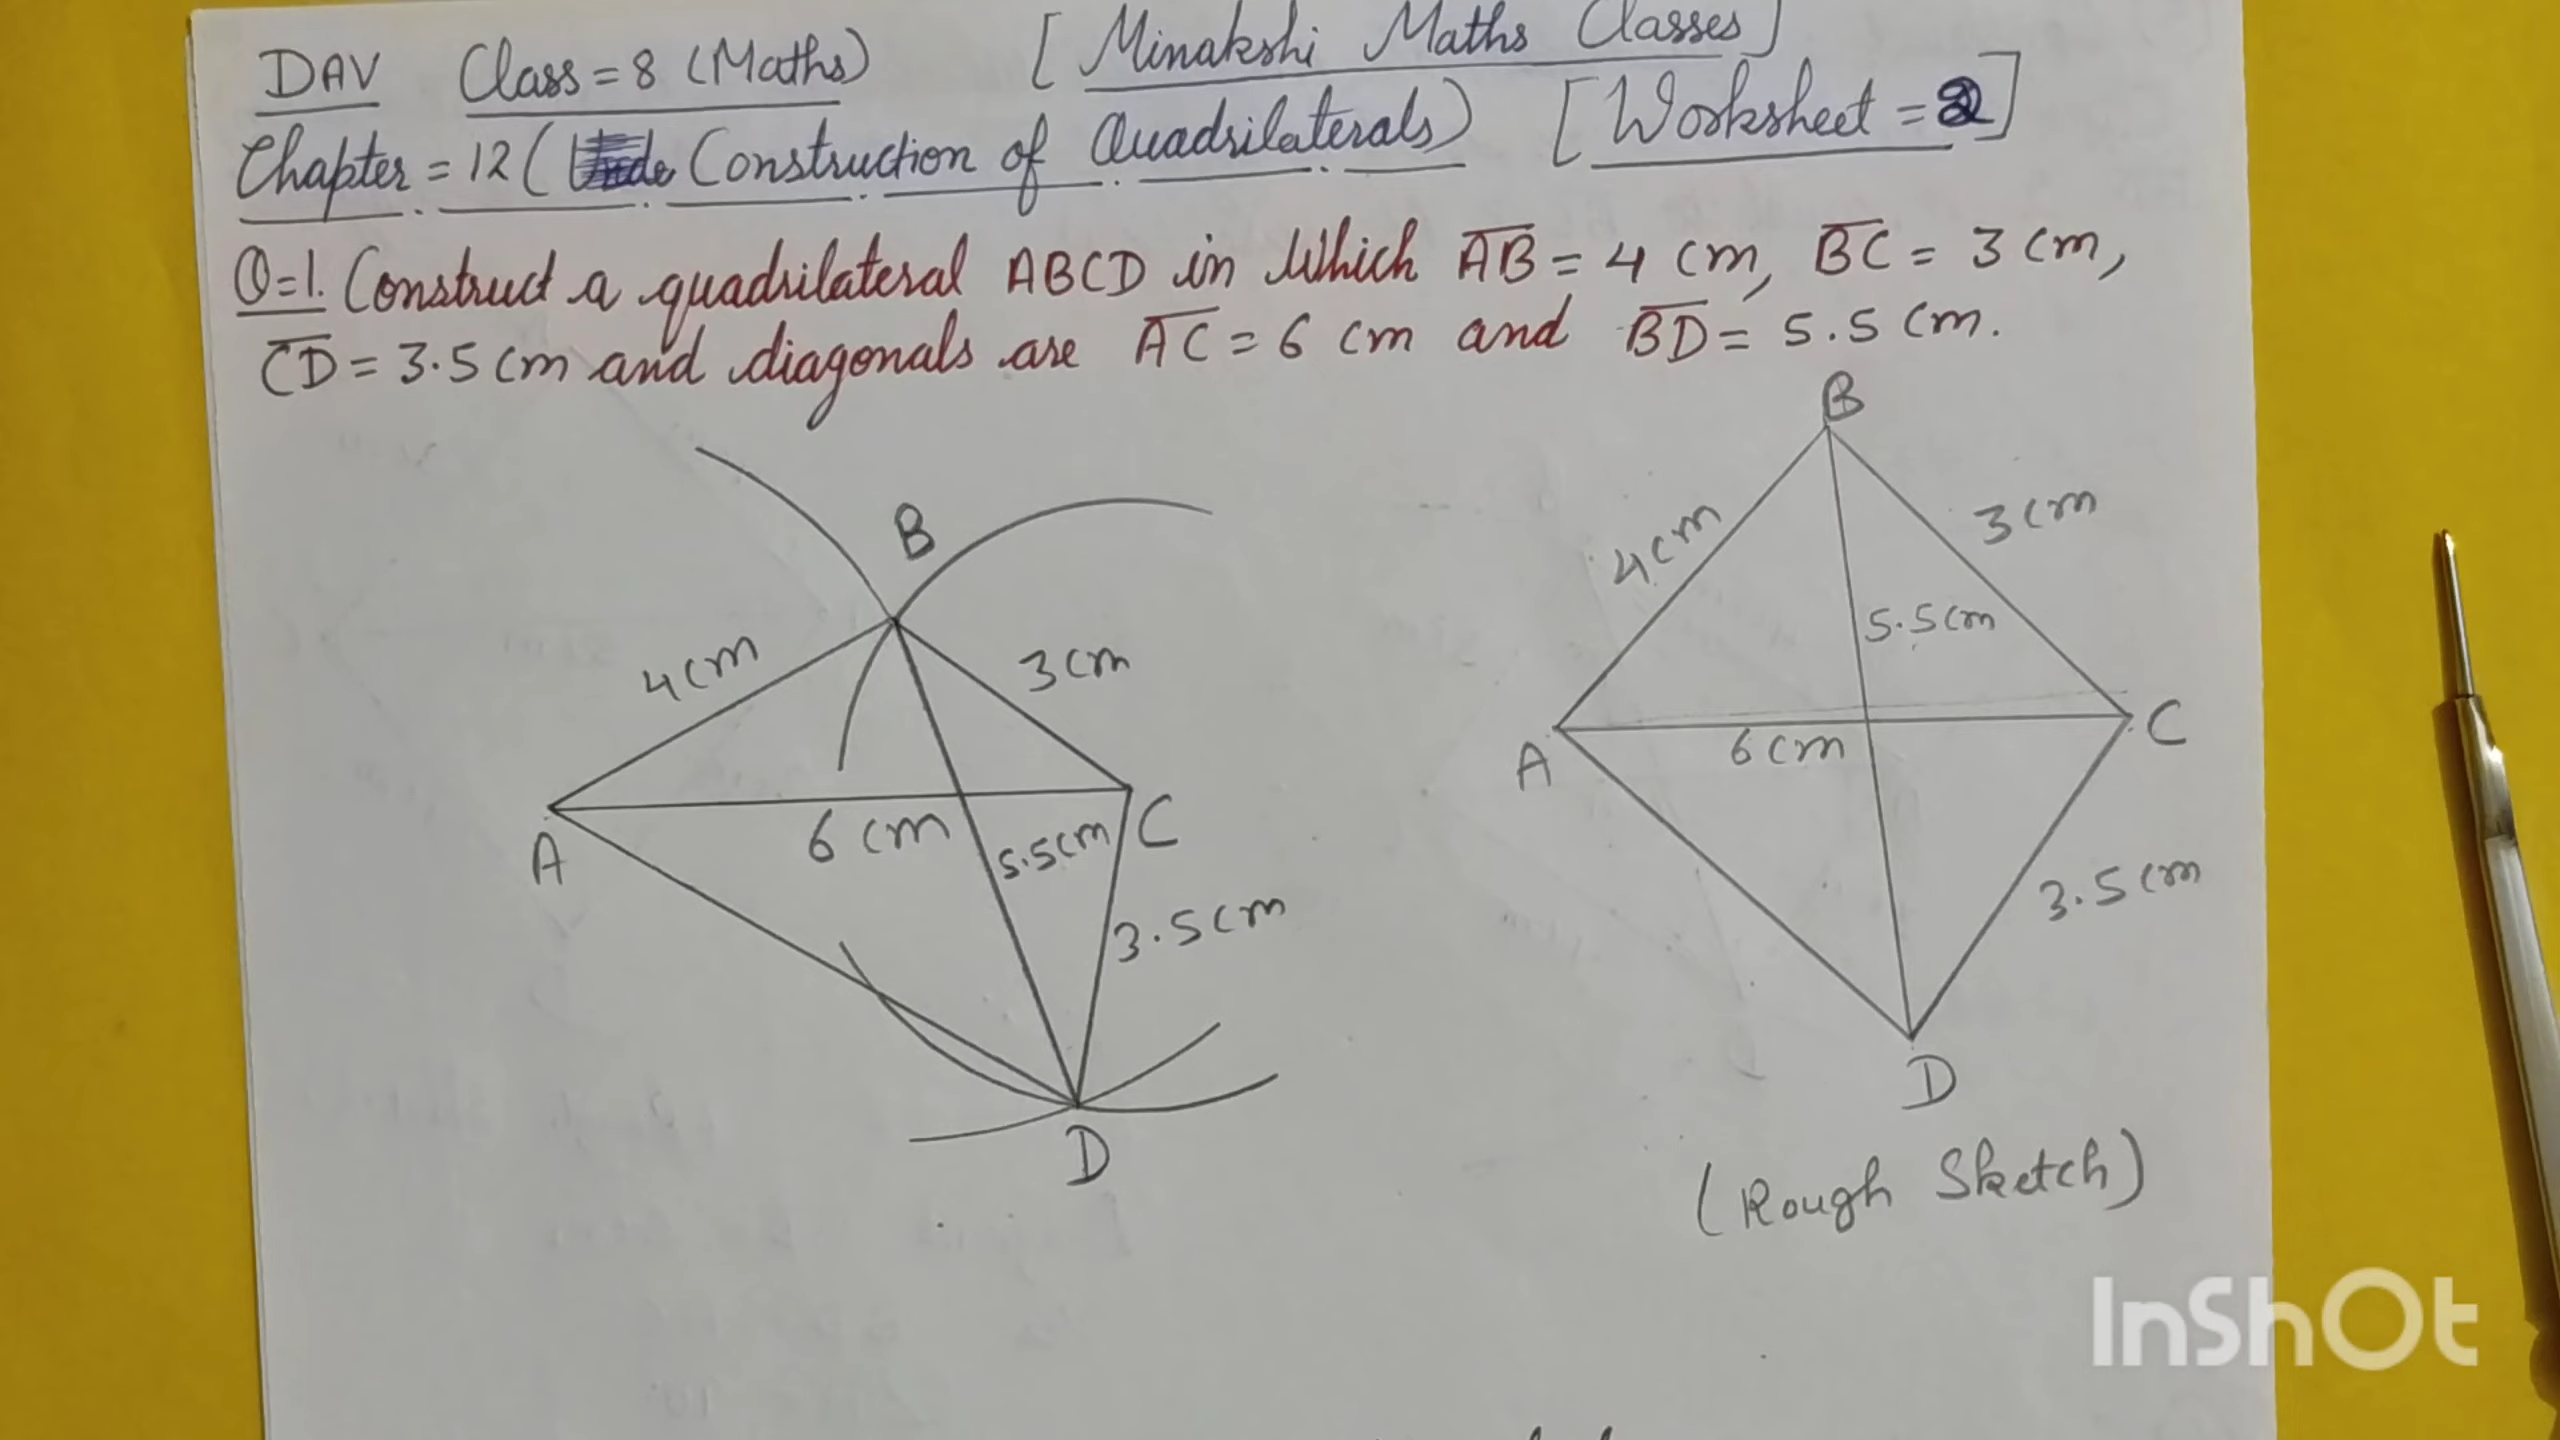 DAV Class=8 (Maths) [Minakshi Maths Classes]
Chapter=12 (Construction of Quadrilaterals) [Worksheet=2]
Q=1. Construct a quadrilateral ABCD in Which AB = 4 cm, BC = 3 cm,
CD = 3.5 cm and diagonals are AC = 6 cm and BD = 5.5 cm.
B
4cm
3cm
A
6 cm
5.5cm
C
3.5cm
D
B
4cm
3cm
5.5cm
A
6cm
C
3.5cm
D
(Rough Sketch)
InShOt